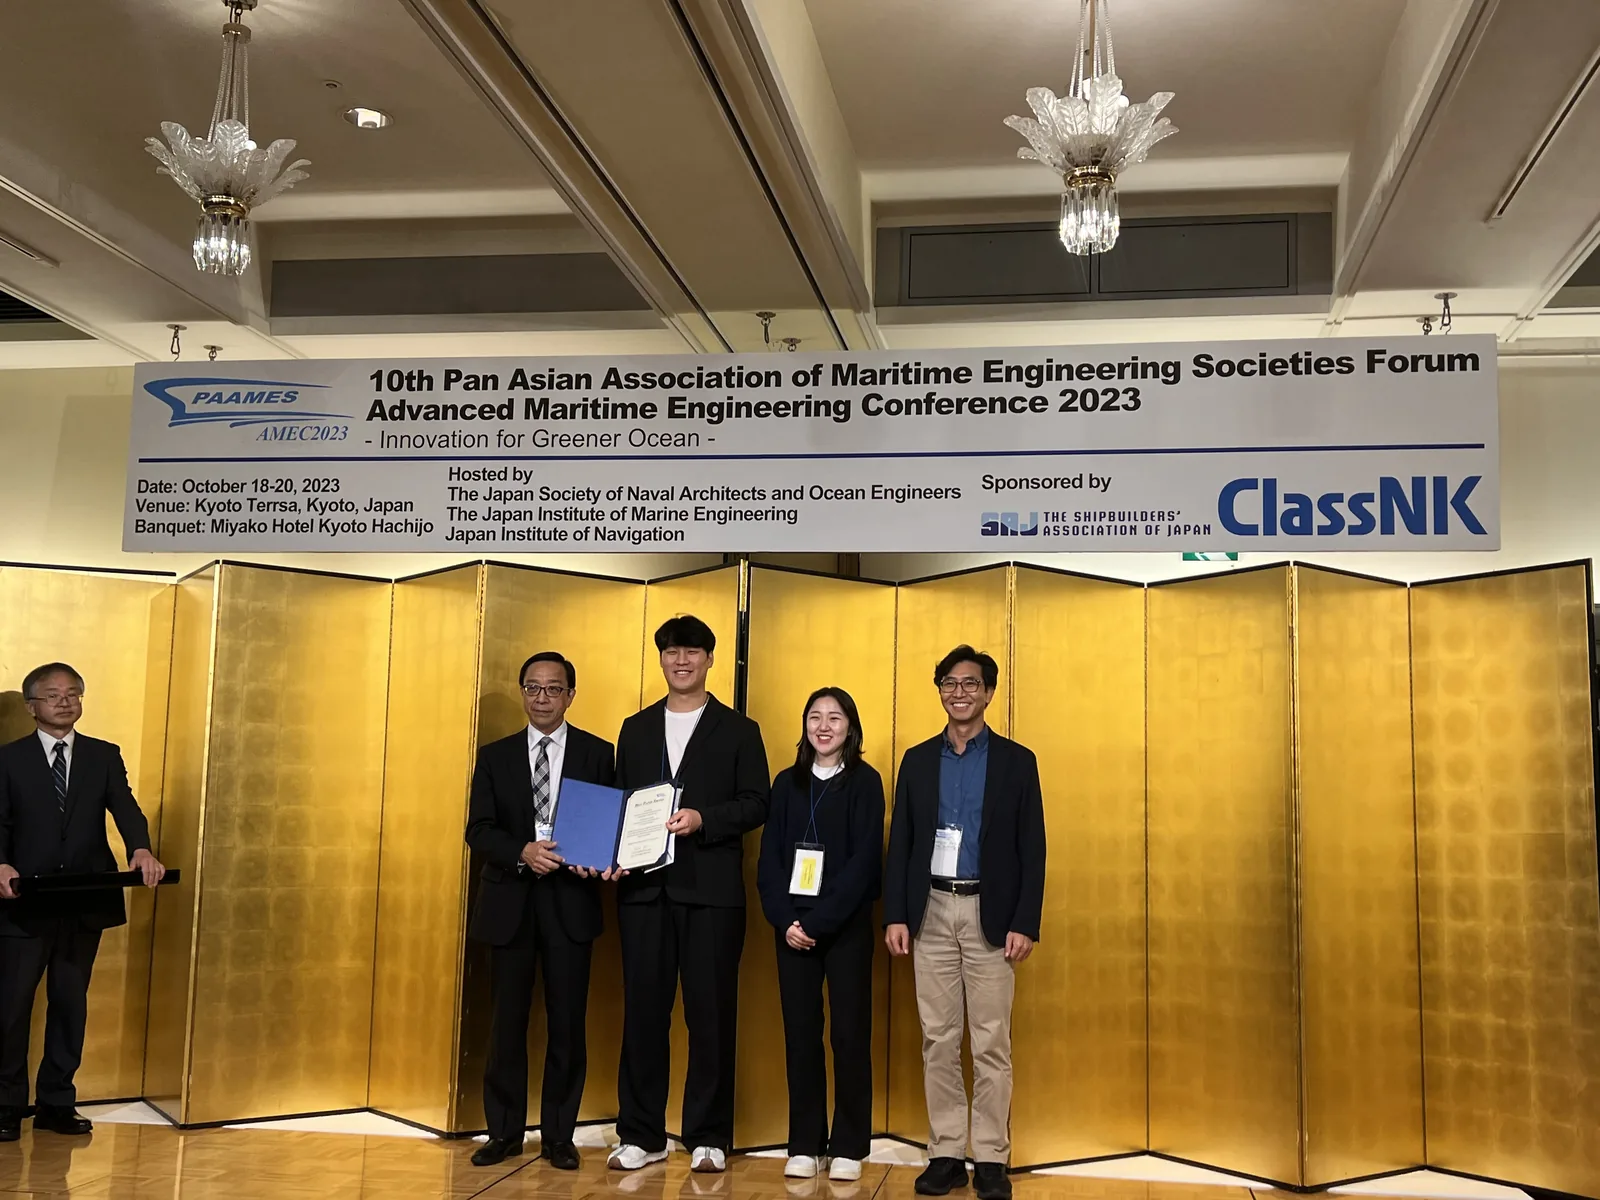 PAAMES
AMEC2023
10th Pan Asian Association of Maritime Engineering Societies Forum
Advanced Maritime Engineering Conference 2023
- Innovation for Greener Ocean -
Date: October 18-20, 2023
Venue: Kyoto Terrsa, Kyoto, Japan
Banquet: Miyako Hotel Kyoto Hachijo
Hosted by
The Japan Society of Naval Architects and Ocean Engineers
The Japan Institute of Marine Engineering
Japan Institute of Navigation
Sponsored by
SAJ THE SHIPBUILDERS'
ASSOCIATION OF JAPAN
ClassNK